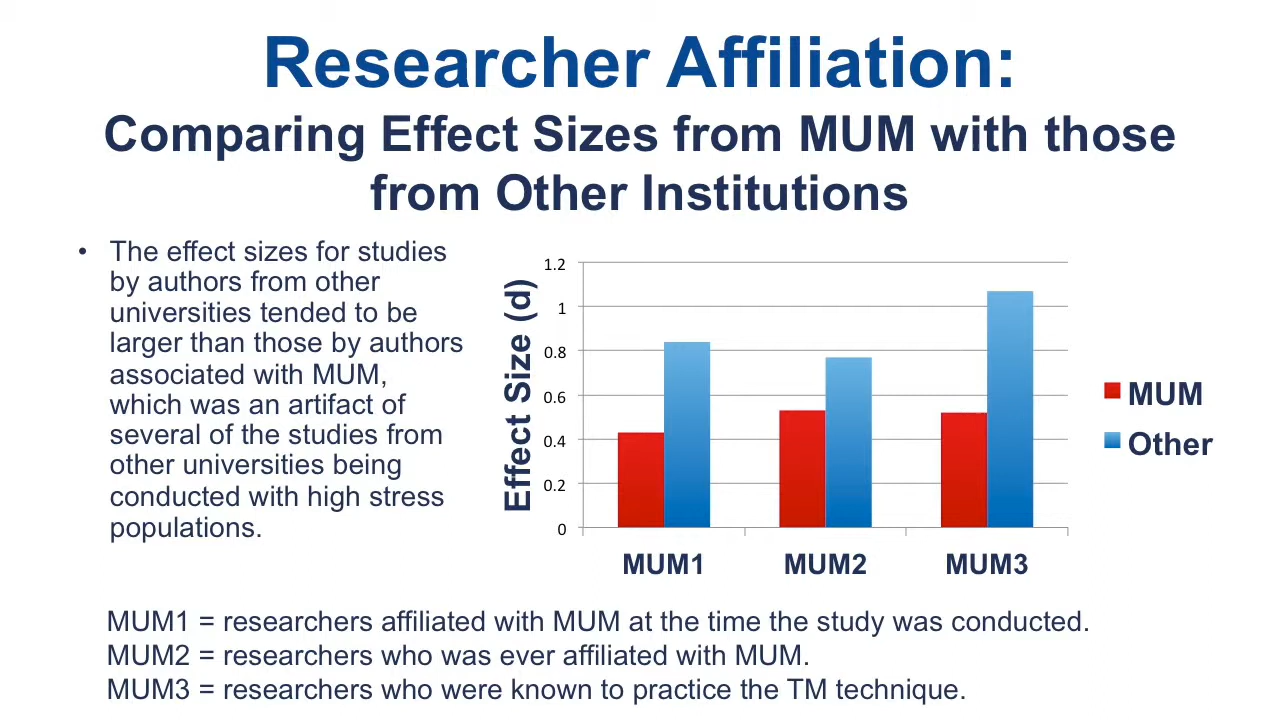 Researcher Affiliation:
Comparing Effect Sizes from MUM with those
from Other Institutions
• The effect sizes for studies
by authors from other
universities tended to be
larger than those by authors
associated with MUM,
which was an artifact of
several of the studies from
other universities being
conducted with high stress
populations.
Effect Size (d)
1.2
1
0.8
0.6
0.4
0.2
0
MUM1 MUM2 MUM3
MUM
Other
MUM1 = researchers affiliated with MUM at the time the study was conducted.
MUM2 = researchers who was ever affiliated with MUM.
MUM3 = researchers who were known to practice the TM technique.